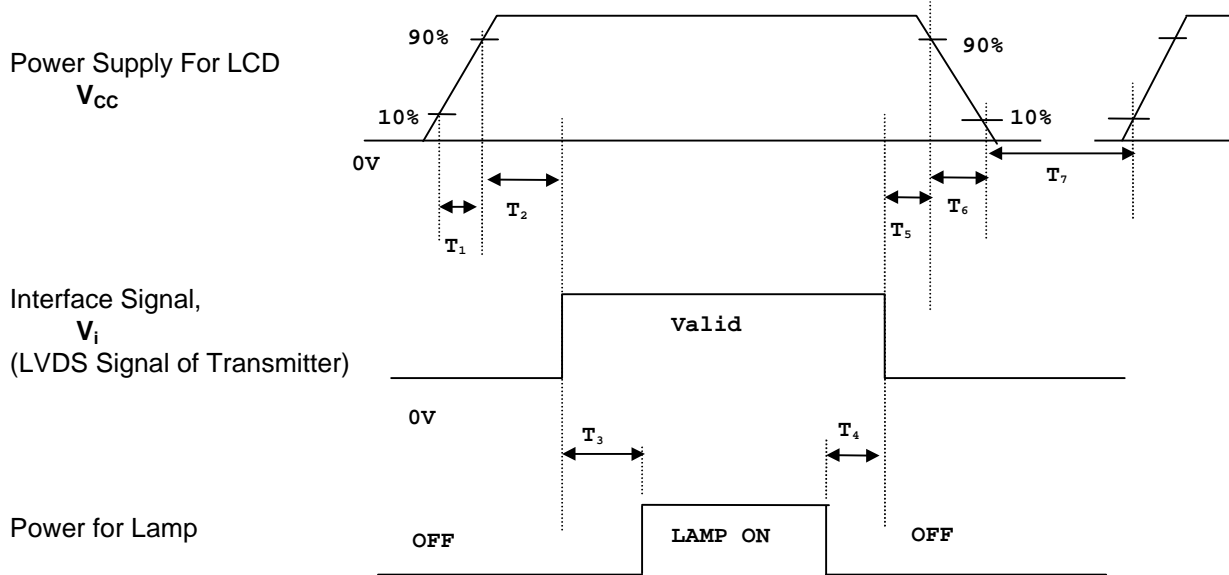 90%
90%
Power Supply For LCD
VCC
10%
10%
0V
T7
T2
T6
T1
T5
Interface Signal,
Vi
Valid
(LVDS Signal of Transmitter)
0V
T3
T4
Power for Lamp
OFF
LAMP ON
OFF